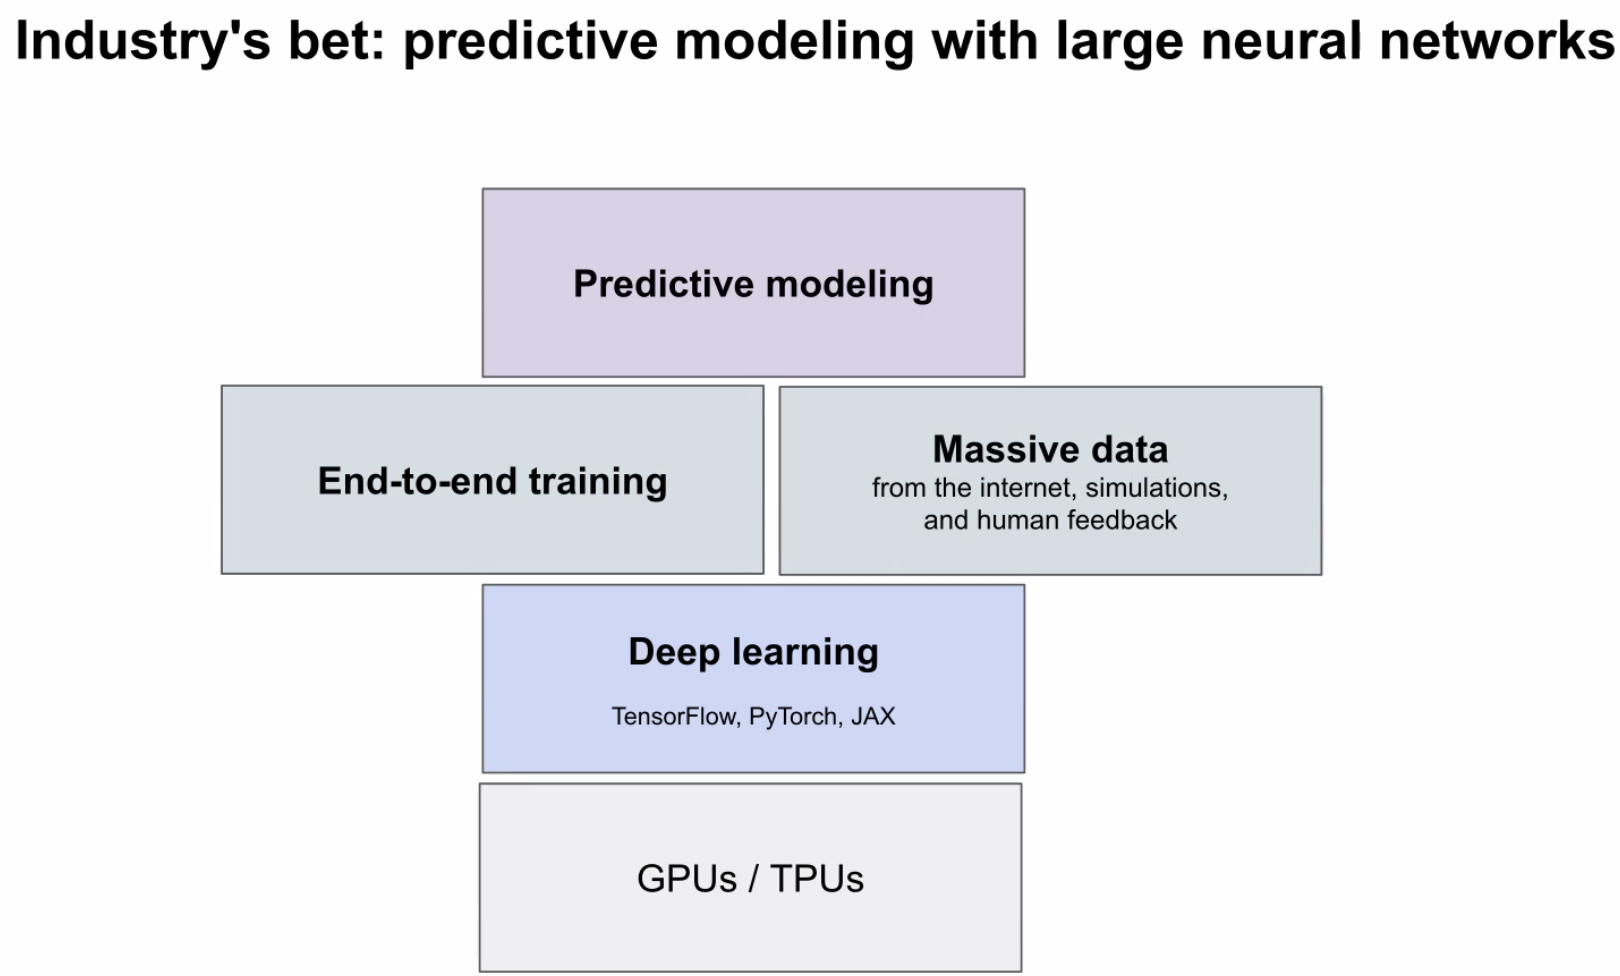 Industry's bet: predictive modeling with large neural networks
Predictive modeling
End-to-end training
Massive data
from the internet, simulations,
and human feedback
Deep learning
TensorFlow, PyTorch, JAX
GPUs / TPUs